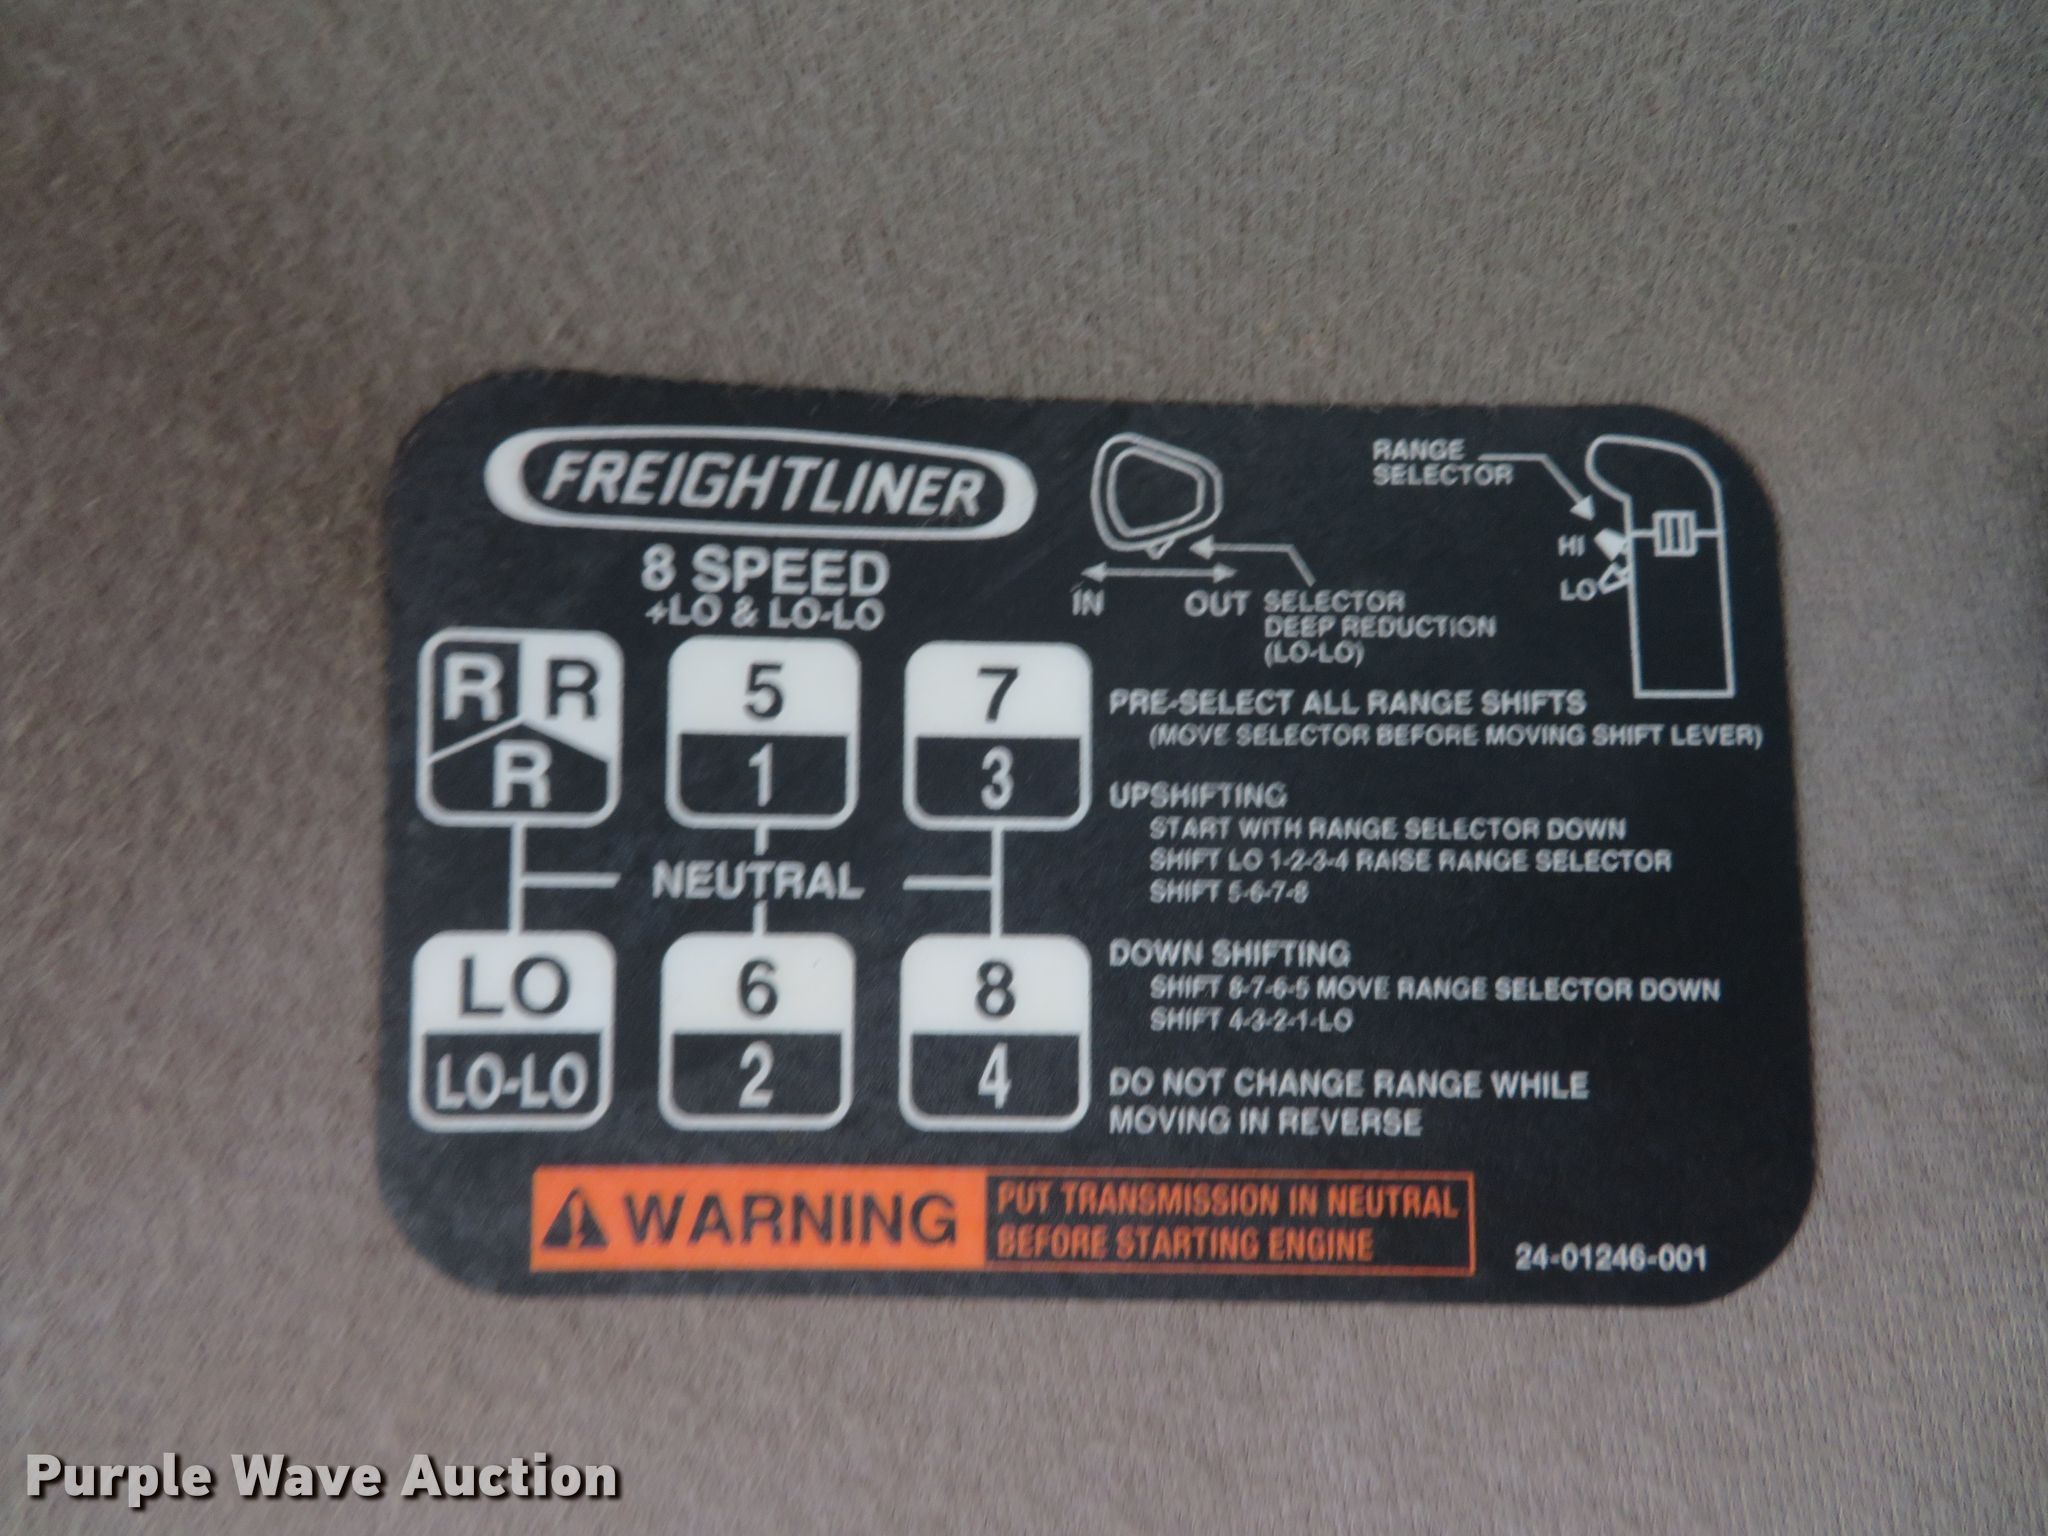 FREIGHTLINER
8 SPEED
+LO & LO-LO
R R
R
5
1
7
3
NEUTRAL
LO
LO-LO
6
2
8
4
IN OUT
SELECTOR
DEEP REDUCTION
(LO-LO)
RANGE
SELECTOR
HI
LO
PRE-SELECT ALL RANGE SHIFTS
(MOVE SELECTOR BEFORE MOVING SHIFT LEVER)
UPSHIFTING
START WITH RANGE SELECTOR DOWN
SHIFT LO 1-2-3-4 RAISE RANGE SELECTOR
SHIFT 5-6-7-8
DOWN SHIFTING
SHIFT 8-7-6-5 MOVE RANGE SELECTOR DOWN
SHIFT 4-3-2-1-LO
DO NOT CHANGE RANGE WHILE
MOVING IN REVERSE
WARNING
PUT TRANSMISSION IN NEUTRAL
BEFORE STARTING ENGINE
24-01246-001
Purple Wave Auction